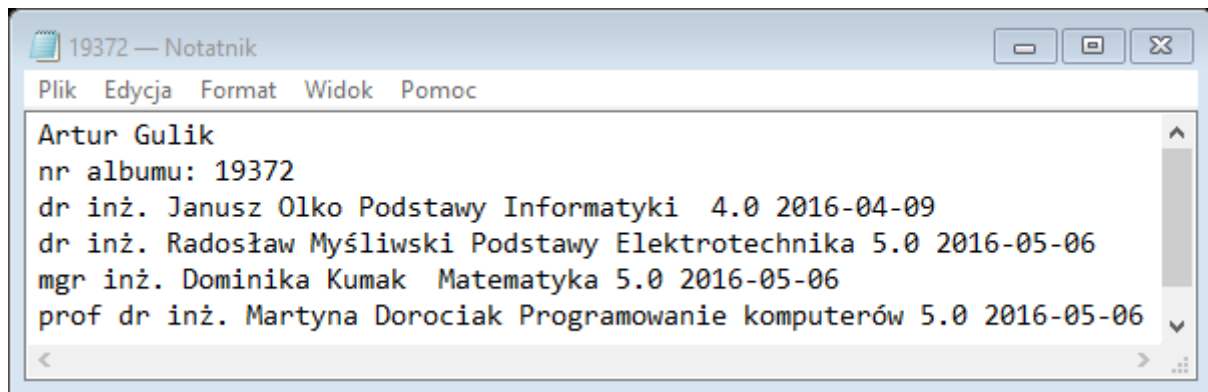 19372 — Notatnik
Plik Edycja Format Widok Pomoc
Artur Gulik
nr albumu: 19372
dr inż. Janusz Olko Podstawy Informatyki  4.0 2016-04-09
dr inż. Radosław Myśliwski Podstawy Elektrotechnika 5.0 2016-05-06
mgr inż. Dominika Kumak  Matematyka 5.0 2016-05-06
prof dr inż. Martyna Dorociak Programowanie komputerów 5.0 2016-05-06